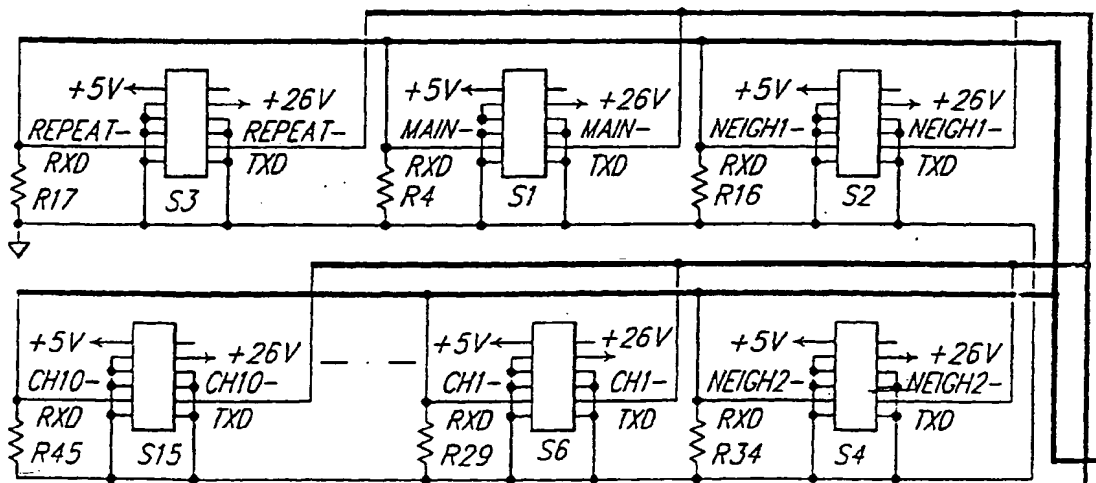 +5V +26V +5V +26V +5V +26V
REPEAT- REPEAT- MAIN- MAIN- NEIGH1- NEIGH1-
RXD TXD RXD TXD RXD TXD
R17 S3 R4 S1 R16 S2
+5V +26V +5V +26V +5V +26V
CH10- CH10- CH1- CH1- NEIGH2- NEIGH2-
RXD TXD RXD TXD RXD TXD
R45 S15 R29 S6 R34 S4